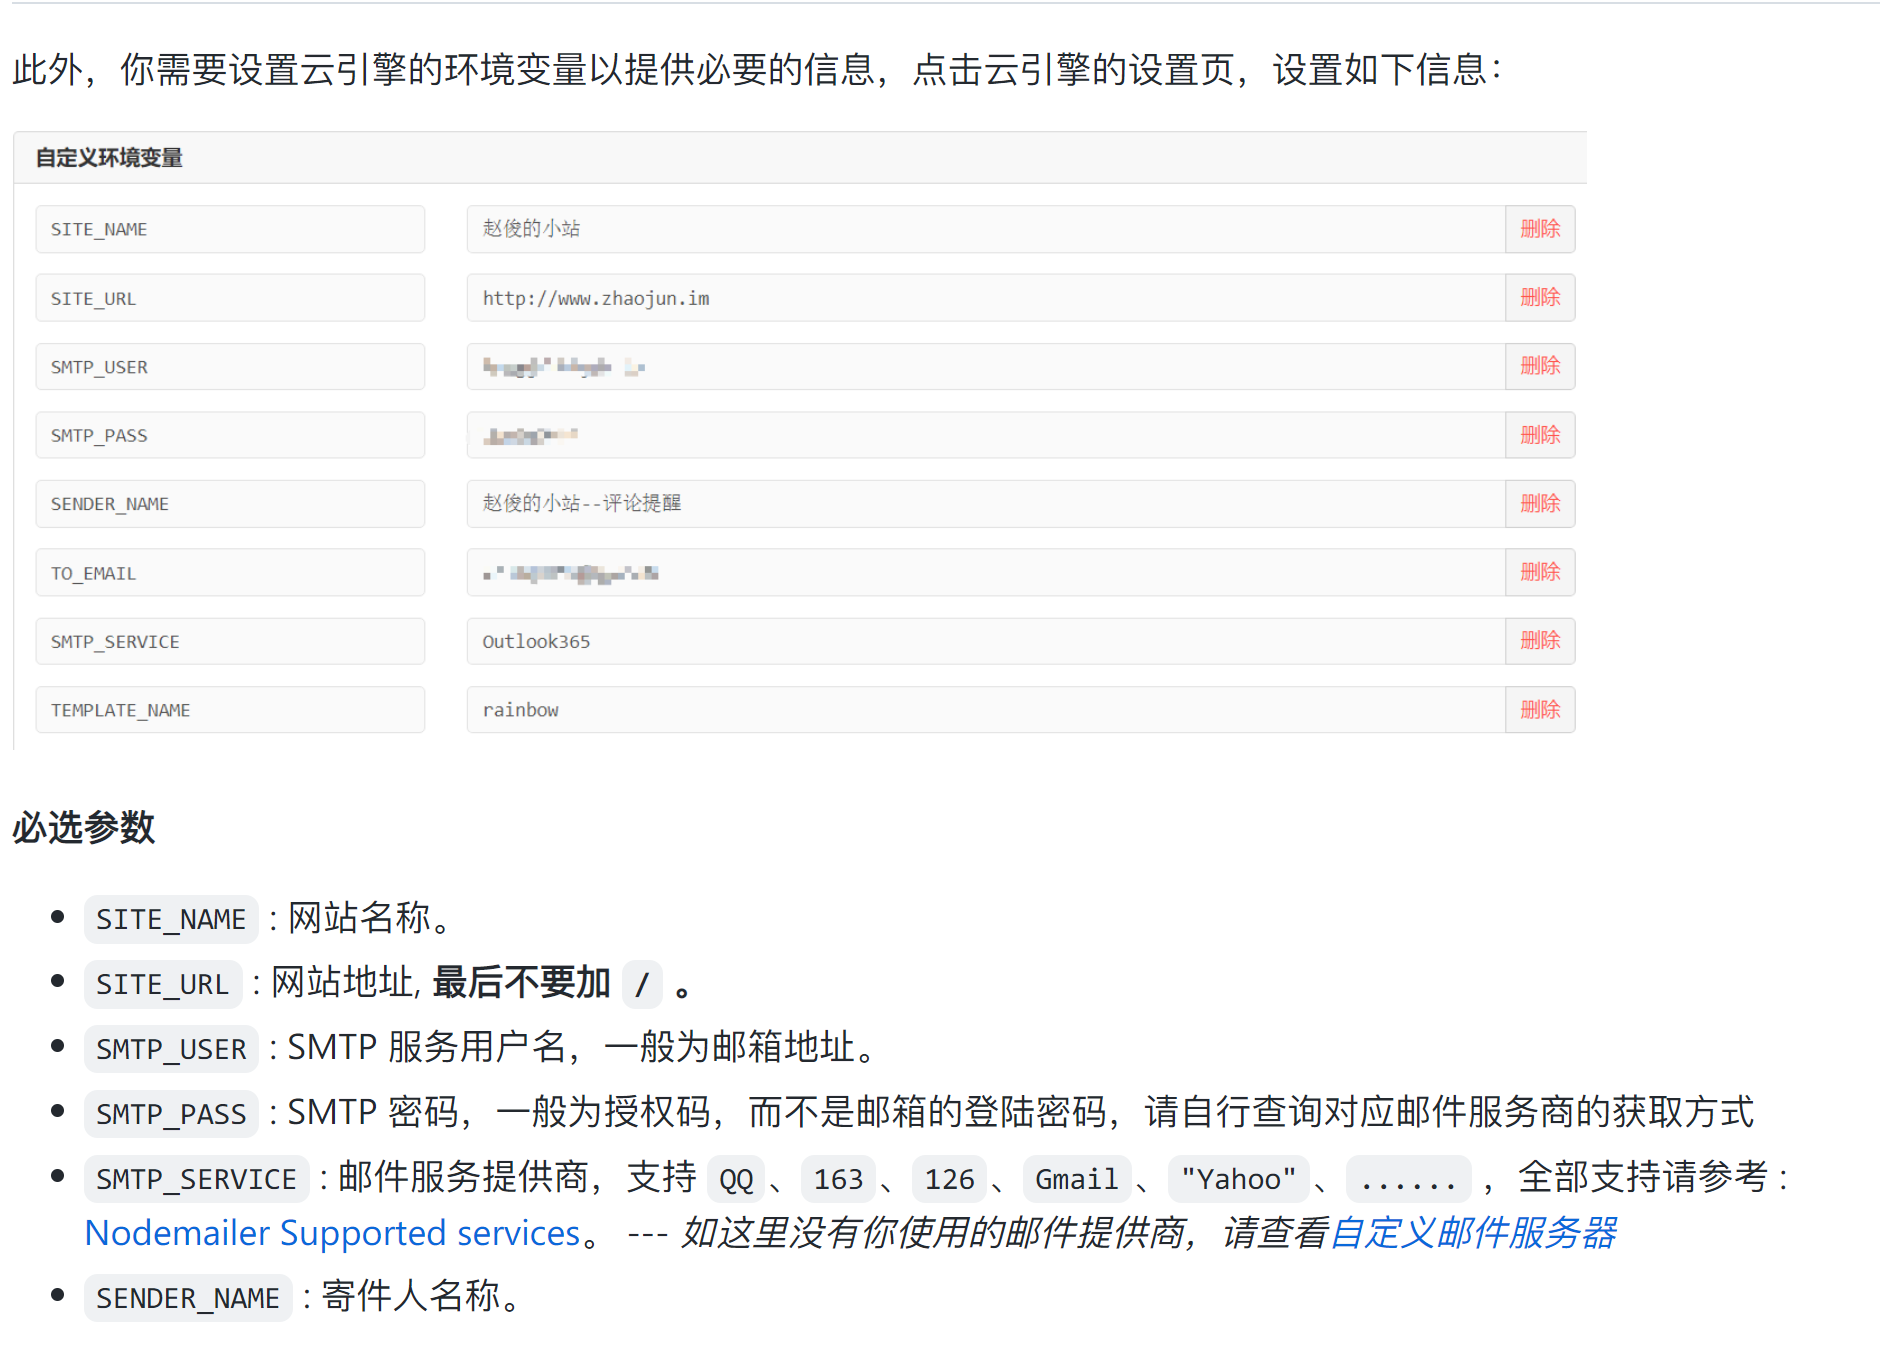 此外，你需要设置云引擎的环境变量以提供必要的信息，点击云引擎的设置页，设置如下信息：
自定义环境变量
SITE_NAME 赵俊的小站 删除
SITE_URL http://www.zhaojun.im 删除
SMTP_USER 删除
SMTP_PASS 删除
SENDER_NAME 赵俊的小站--评论提醒 删除
TO_EMAIL 删除
SMTP_SERVICE Outlook365 删除
TEMPLATE_NAME rainbow 删除
必选参数
SITE_NAME : 网站名称。
SITE_URL : 网站地址, 最后不要加 / 。
SMTP_USER : SMTP 服务用户名，一般为邮箱地址。
SMTP_PASS : SMTP 密码，一般为授权码，而不是邮箱的登陆密码，请自行查询对应邮件服务商的获取方式
SMTP_SERVICE : 邮件服务提供商，支持 QQ 、 163 、 126 、 Gmail 、 "Yahoo" 、 ...... ，全部支持请参考 :
Nodemailer Supported services。 --- 如这里没有你使用的邮件提供商，请查看自定义邮件服务器
SENDER_NAME : 寄件人名称。